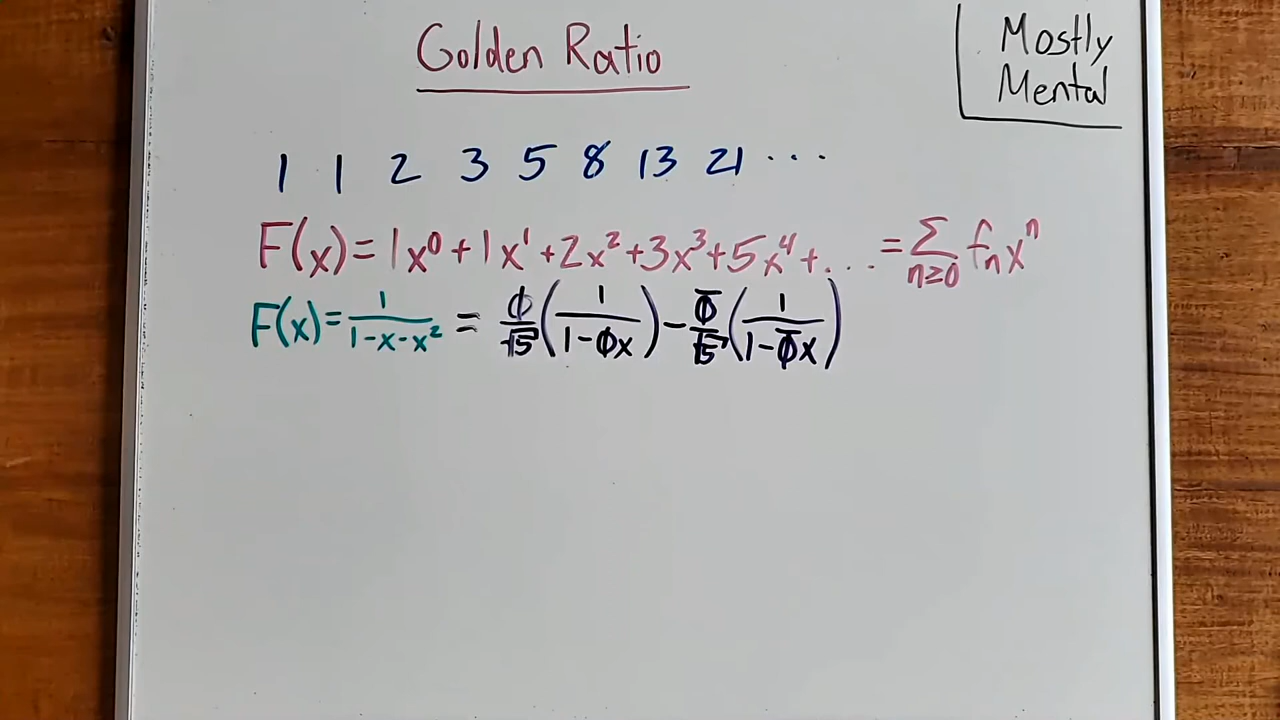 Golden Ratio
Mostly
Mental
1 1 2 3 5 8 13 21 ...
F(x) = 1x⁰ + 1x¹ + 2x² + 3x³ + 5x⁴ + ... = ∑_{n≥0} fₙxⁿ
F(x) = 1/(1-x-x²) = ϕ/√5 (1/(1-ϕx)) - ϕ̅/√5 (1/(1-ϕ̅x))